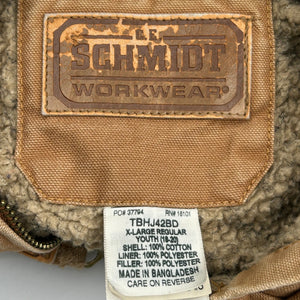 C.E.
SCHMIDT
WORKWEAR®
PO# 37794 RN# 16101
TBHJ42BD
X-LARGE REGULAR
YOUTH (18-20)
SHELL: 100% COTTON
LINER: 100% POLYESTER
FILLER: 100% POLYESTER
MADE IN BANGLADESH
CARE ON REVERSE